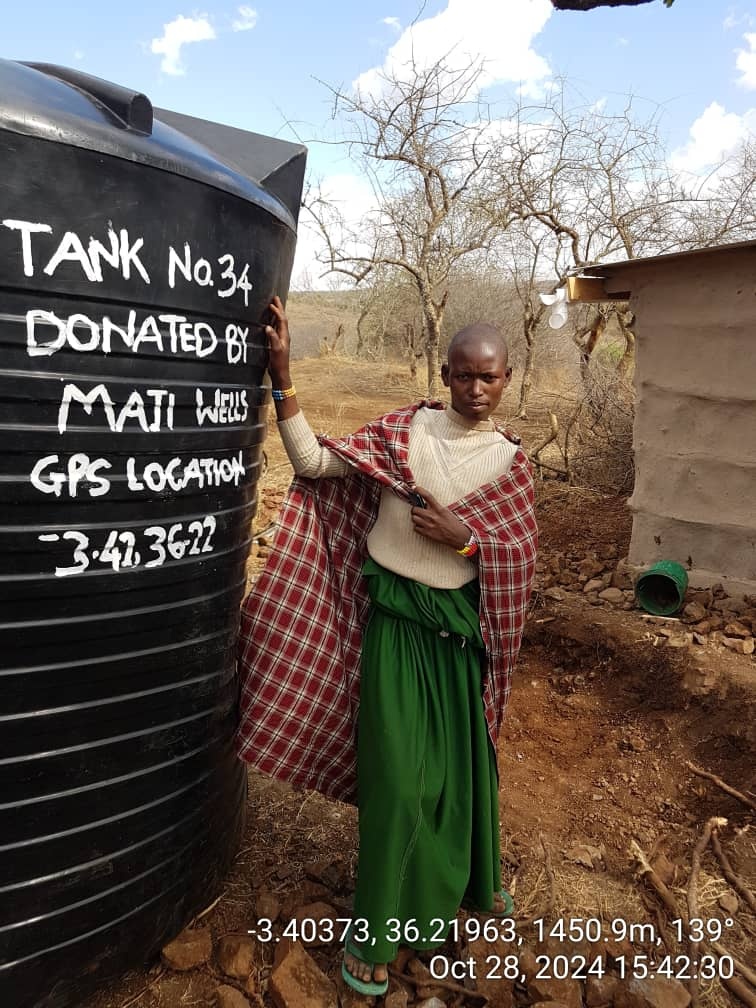 TANK No. 34
DONATED BY
MAJI WELLS
GPS LOCATION
-3.42, 36.22
-3.40373, 36.21963, 1450.9m, 139°
Oct 28, 2024 15:42:30